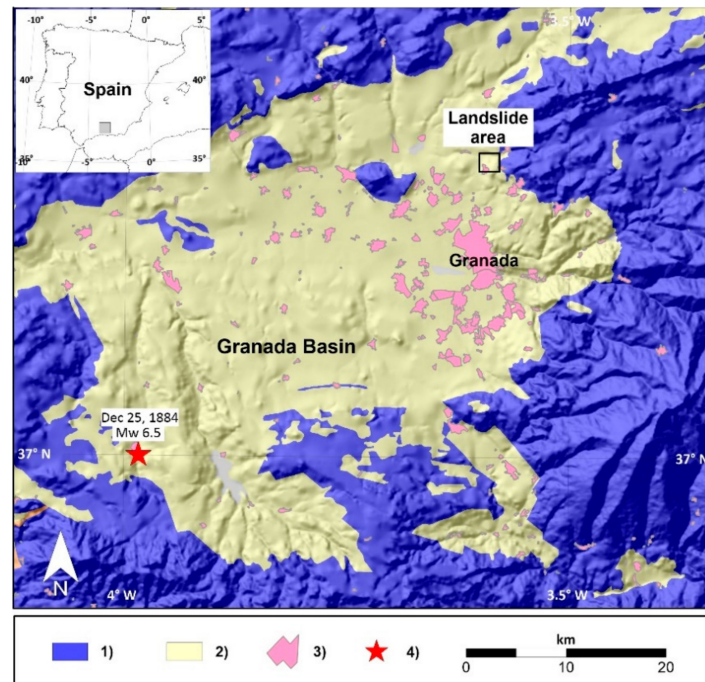 -10° -5° 0° 5°
3.5° W
40°
40°
Spain
35°
35°
-10° -5° 0°
Landslide
area
Granada
Granada Basin
Dec 25, 1884
Mw 6.5
37° N
37° N
N
4° W
3.5° W
km
1) 2) 3) 4)
0 10 20